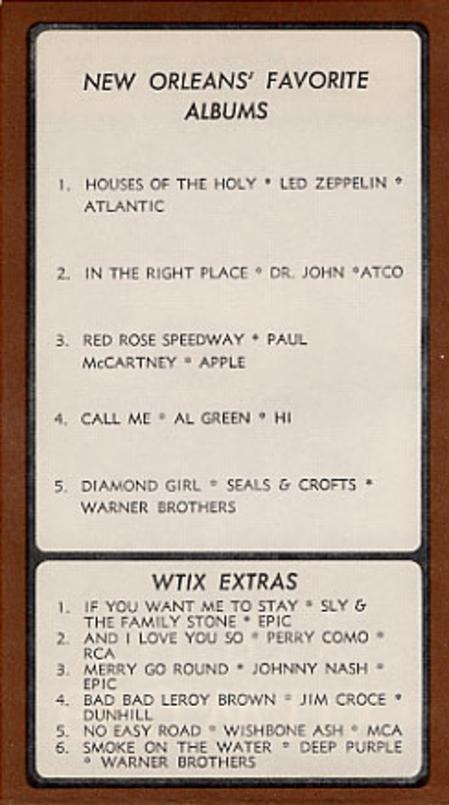 NEW ORLEANS' FAVORITE
ALBUMS
1. HOUSES OF THE HOLY * LED ZEPPELIN *
ATLANTIC
2. IN THE RIGHT PLACE * DR. JOHN *ATCO
3. RED ROSE SPEEDWAY * PAUL
McCARTNEY * APPLE
4. CALL ME * AL GREEN * HI
5. DIAMOND GIRL * SEALS & CROFTS *
WARNER BROTHERS
WTIX EXTRAS
1. IF YOU WANT ME TO STAY * SLY &
THE FAMILY STONE * EPIC
2. AND I LOVE YOU SO * PERRY COMO *
RCA
3. MERRY GO ROUND * JOHNNY NASH *
EPIC
4. BAD BAD LEROY BROWN * JIM CROCE *
DUNHILL
5. NO EASY ROAD * WISHBONE ASH * MCA
6. SMOKE ON THE WATER * DEEP PURPLE
* WARNER BROTHERS